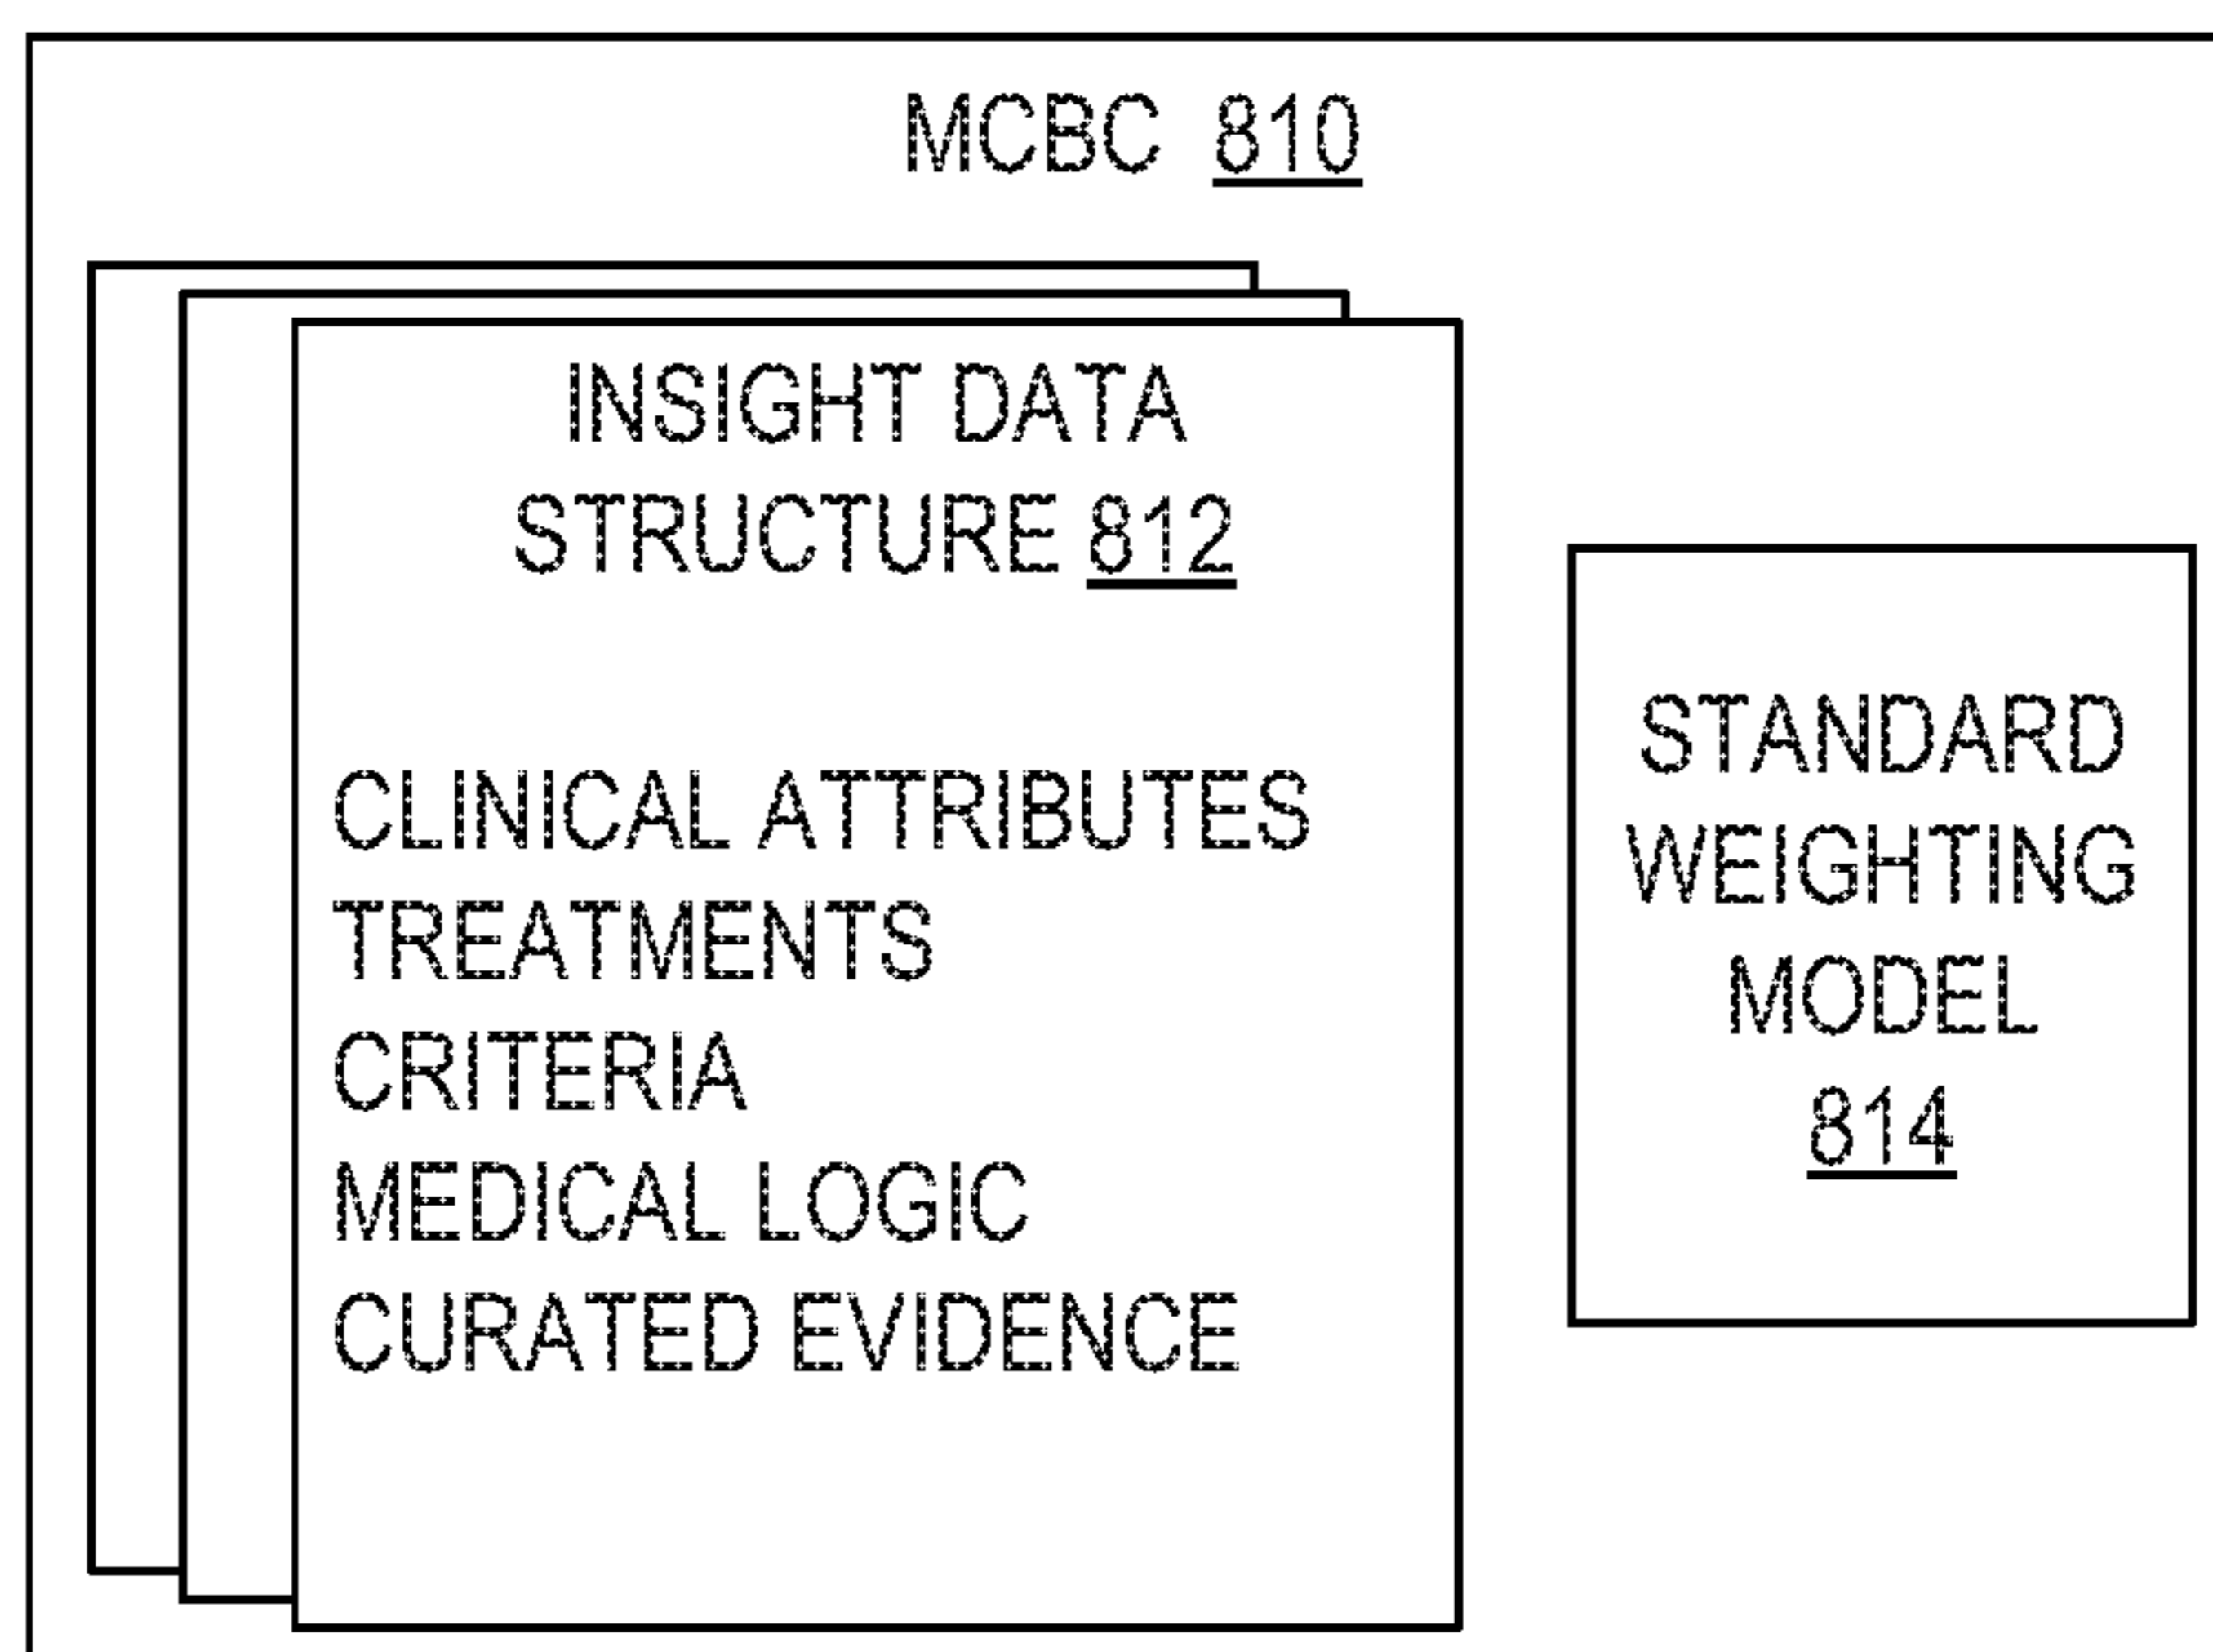 MCBC 810
INSIGHT DATA
STRUCTURE 812
CLINICAL ATTRIBUTES
TREATMENTS
CRITERIA
MEDICAL LOGIC
CURATED EVIDENCE
STANDARD
WEIGHTING
MODEL
814